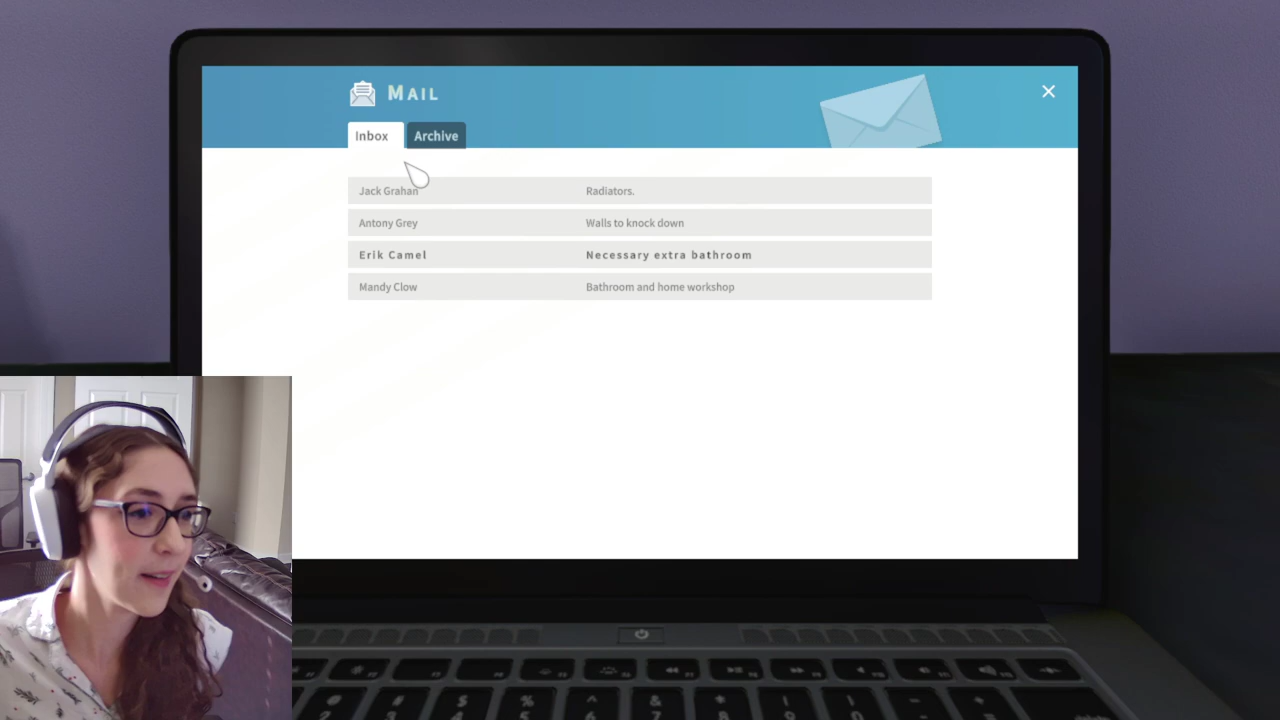 MAIL
Inbox Archive
Jack Grahan Radiators.
Antony Grey Walls to knock down
Erik Camel Necessary extra bathroom
Mandy Clow Bathroom and home workshop